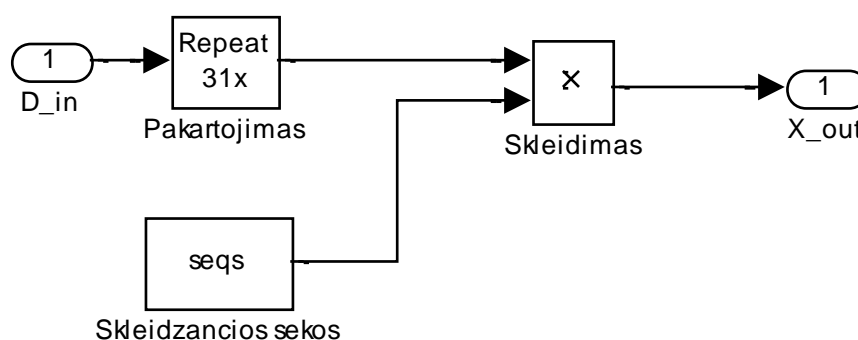 1
D_in
Repeat
31x
Pakartojimas
X
Skleidimas
1
X_out
seqs
Skleidzancios sekos